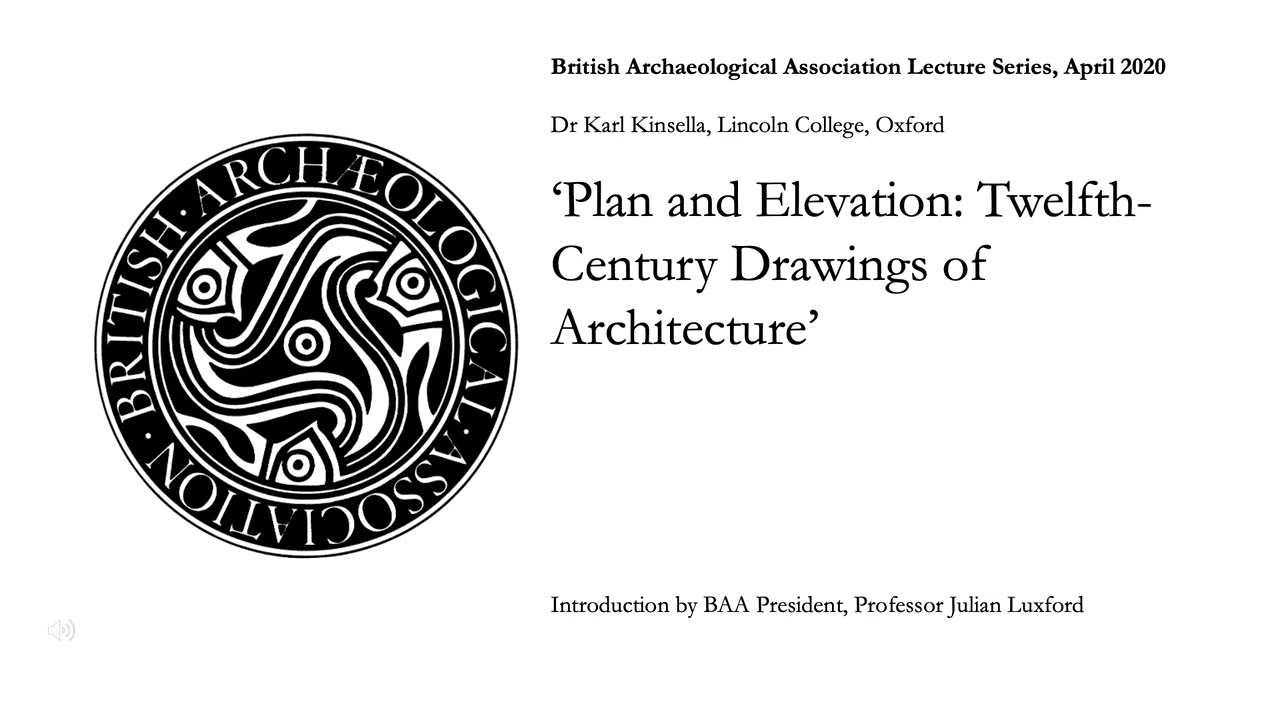 British Archaeological Association Lecture Series, April 2020
Dr Karl Kinsella, Lincoln College, Oxford
‘Plan and Elevation: Twelfth-
Century Drawings of
Architecture’
BRITISH · ARCHÆOLOGICAL · ASSOCIATION ·
Introduction by BAA President, Professor Julian Luxford